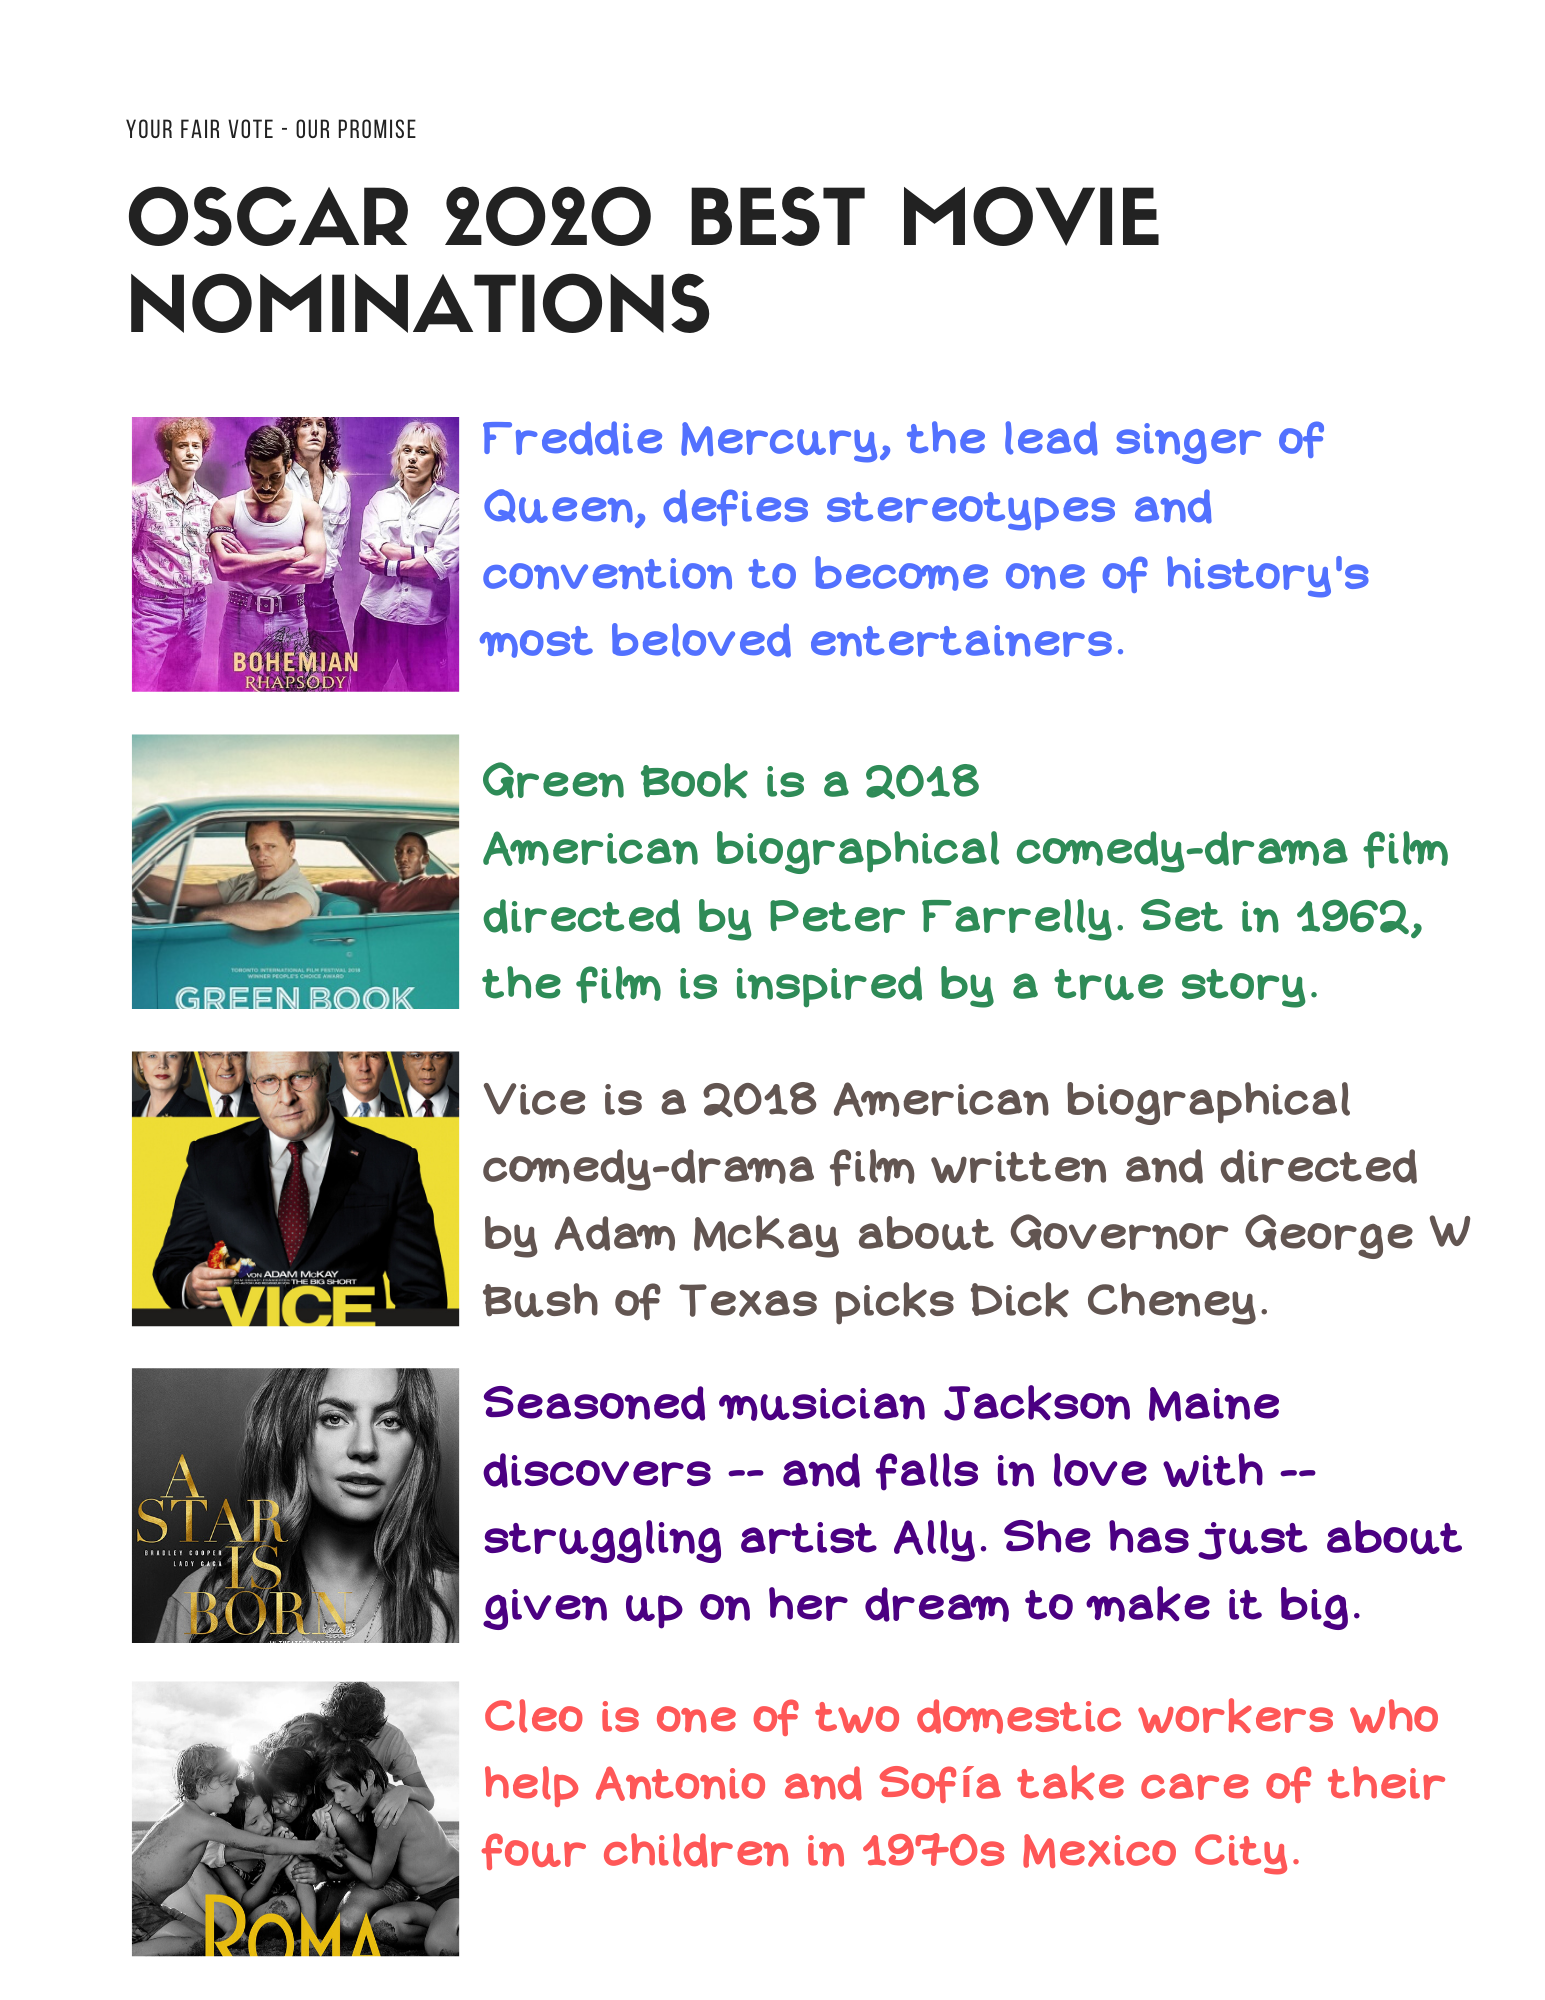 YOUR FAIR VOTE - OUR PROMISE
OSCAR 2020 BEST MOVIE
NOMINATIONS
Freddie Mercury, the lead singer of
Queen, defies stereotypes and
convention to become one of history's
most beloved entertainers.
BOHEMIAN
RHAPSODY
Green Book is a 2018
American biographical comedy-drama film
directed by Peter Farrelly. Set in 1962,
the film is inspired by a true story.
TORONTO INTERNATIONAL FILM FESTIVAL 2018
WINNER PEOPLE'S CHOICE AWARD
GREEN BOOK
Vice is a 2018 American biographical
comedy-drama film written and directed
by Adam McKay about Governor George W
Bush of Texas picks Dick Cheney.
VON ADAM McKAY
THE BIG SHORT
VICE
Seasoned musician Jackson Maine
discovers -- and falls in love with --
struggling artist Ally. She has just about
given up on her dream to make it big.
A
STAR
BRADLEY COOPER
LADY GAGA
IS
BORN
Cleo is one of two domestic workers who
help Antonio and Sofía take care of their
four children in 1970s Mexico City.
ROMA